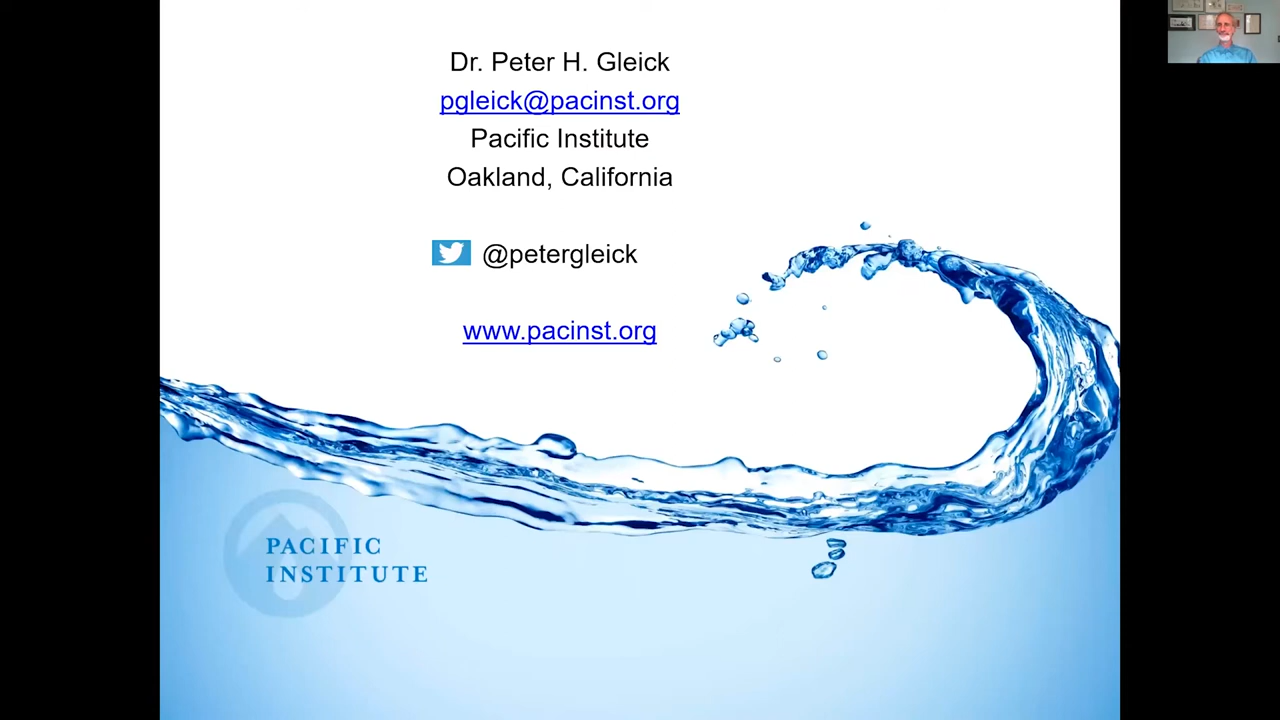 Dr. Peter H. Gleick
pgleick@pacinst.org
Pacific Institute
Oakland, California
@petergleick
www.pacinst.org
PACIFIC
INSTITUTE